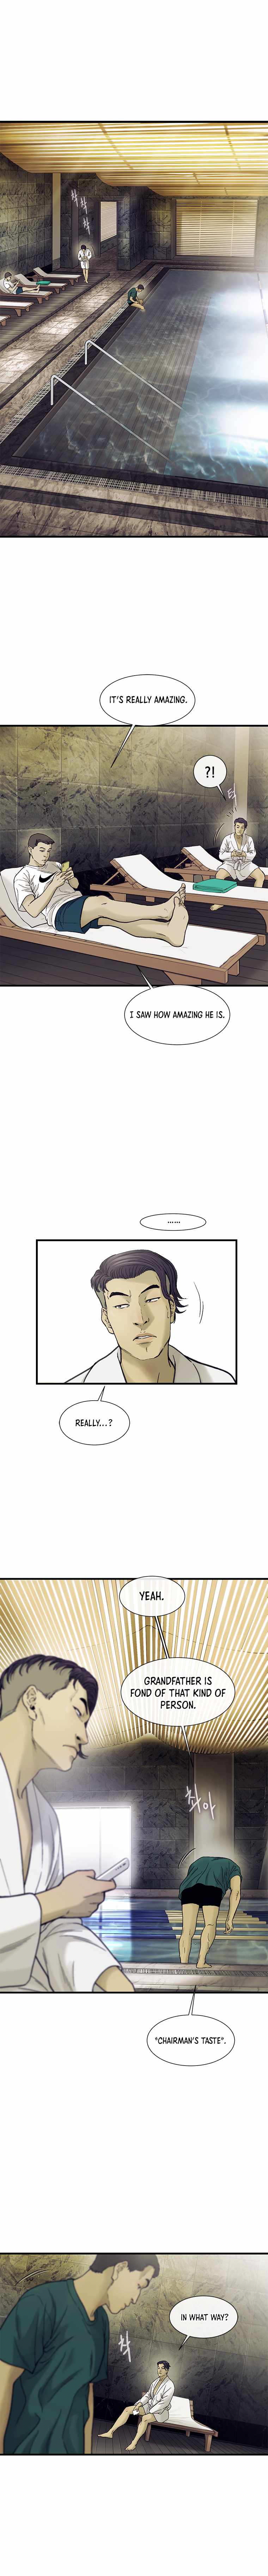 IT'S REALLY AMAZING.
?!
I SAW HOW AMAZING HE IS.
......
REALLY...?
YEAH.
GRANDFATHER IS
FOND OF THAT KIND OF
PERSON.
"CHAIRMAN'S TASTE".
IN WHAT WAY?